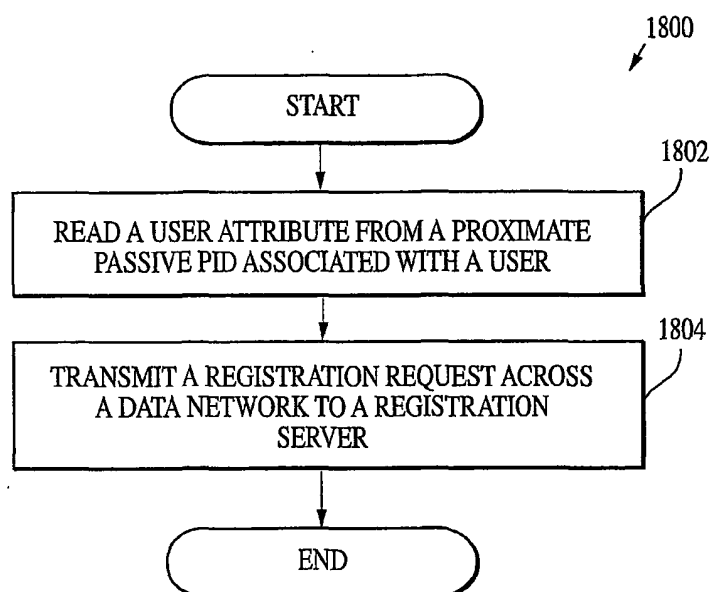 1800
START
1802
READ A USER ATTRIBUTE FROM A PROXIMATE
PASSIVE PID ASSOCIATED WITH A USER
1804
TRANSMIT A REGISTRATION REQUEST ACROSS
A DATA NETWORK TO A REGISTRATION
SERVER
END